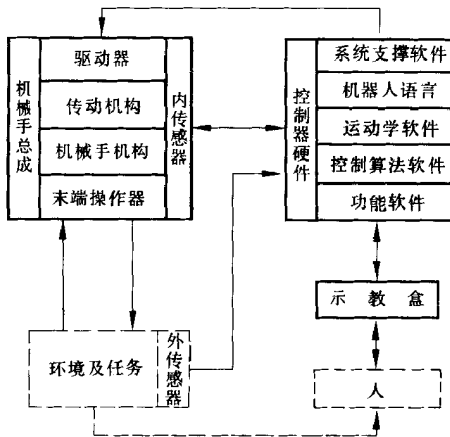 机械手总成
驱动器
传动机构
机械手机构
末端操作器
内传感器
控制器硬件
系统支撑软件
机器人语言
运动学软件
控制算法软件
功能软件
示教盒
环境及任务
外传感器
人